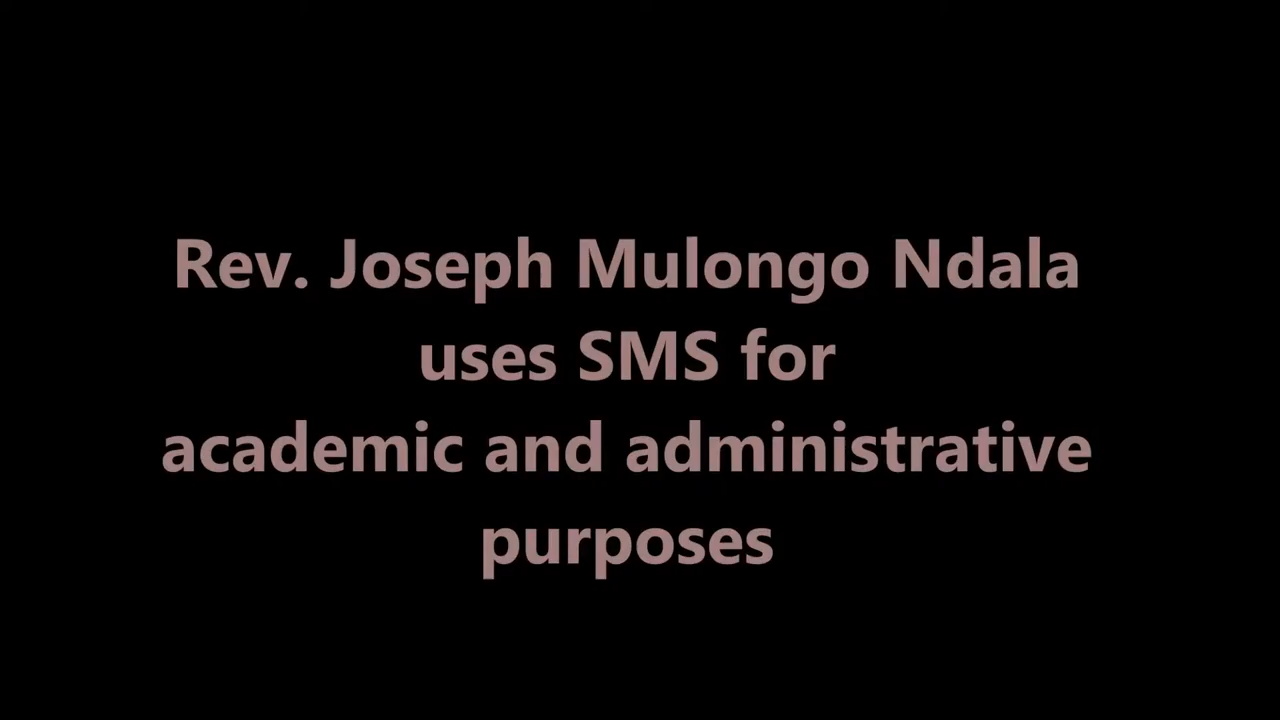 Rev. Joseph Mulongo Ndala
uses SMS for
academic and administrative
purposes